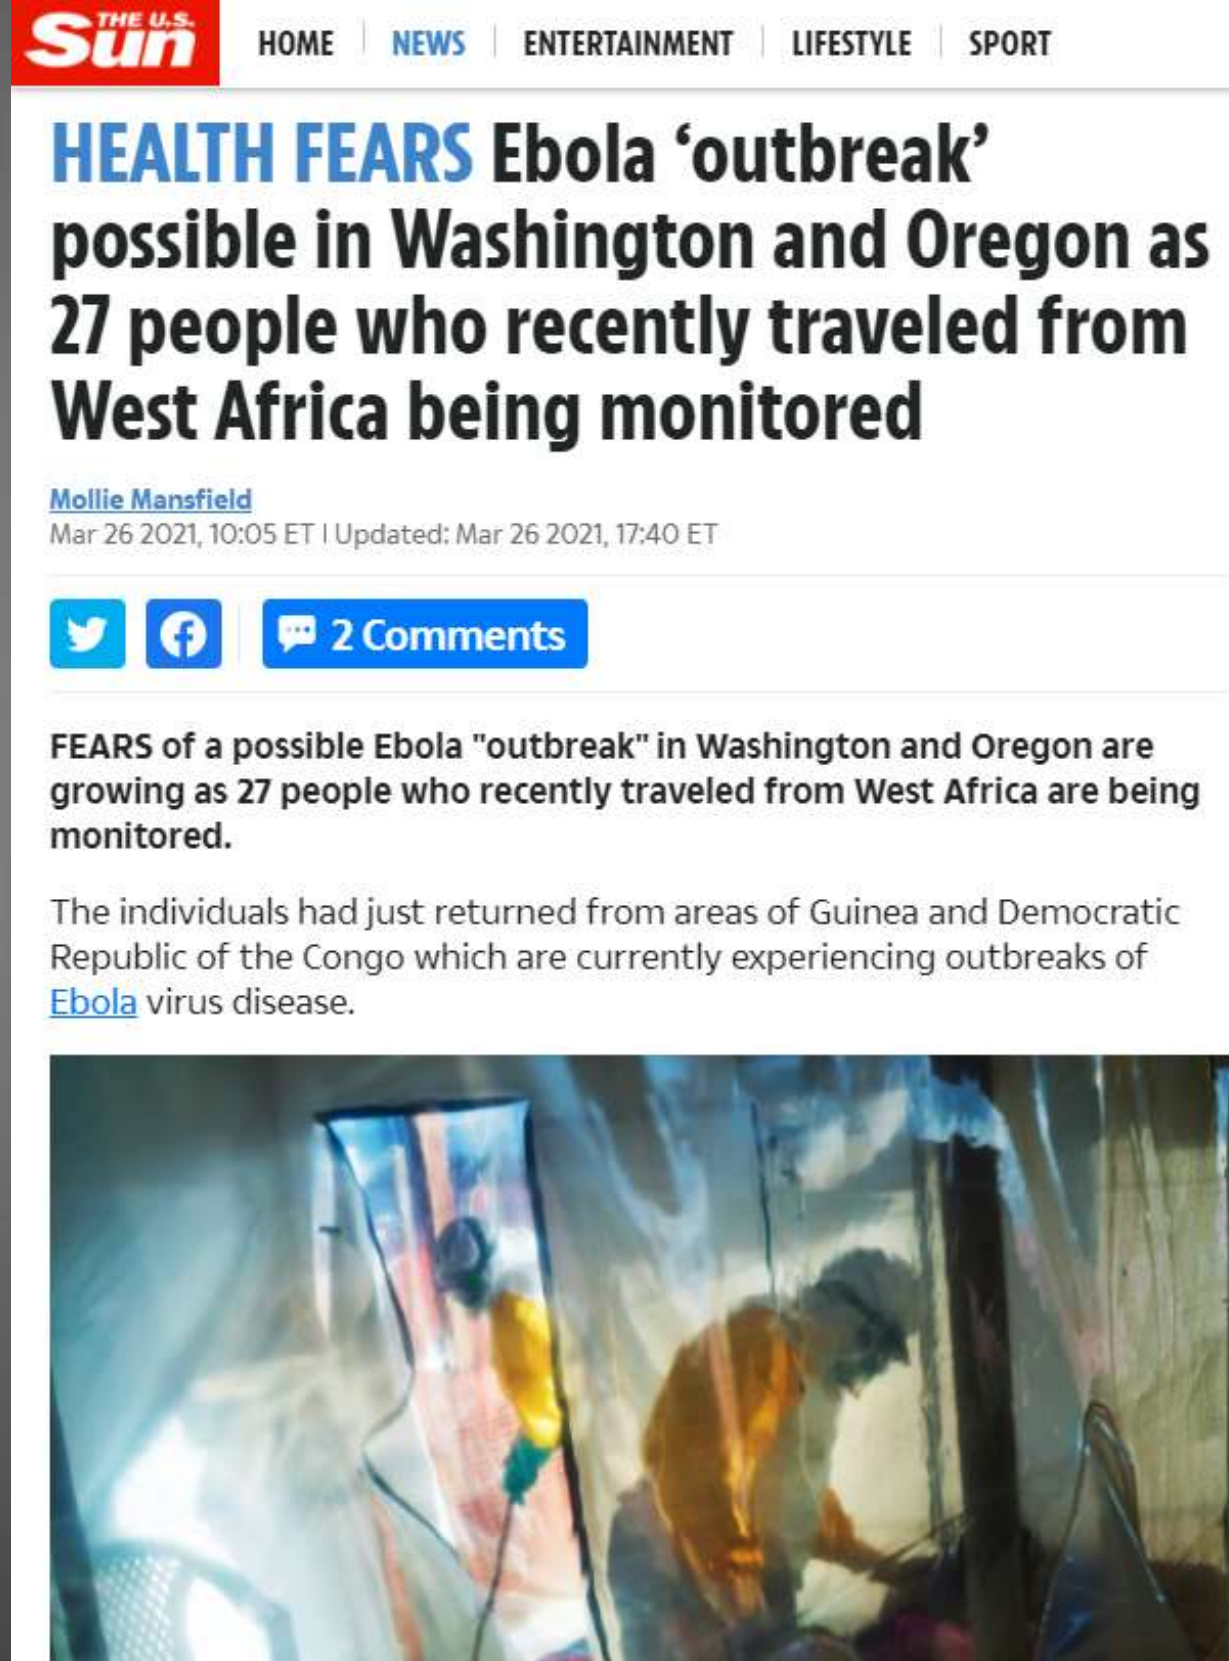 THE U.S.
Sun
HOME
NEWS
ENTERTAINMENT
LIFESTYLE
SPORT
HEALTH FEARS Ebola ‘outbreak’
possible in Washington and Oregon as
27 people who recently traveled from
West Africa being monitored
Mollie Mansfield
Mar 26 2021, 10:05 ET I Updated: Mar 26 2021, 17:40 ET
2 Comments
FEARS of a possible Ebola "outbreak" in Washington and Oregon are
growing as 27 people who recently traveled from West Africa are being
monitored.
The individuals had just returned from areas of Guinea and Democratic
Republic of the Congo which are currently experiencing outbreaks of
Ebola virus disease.